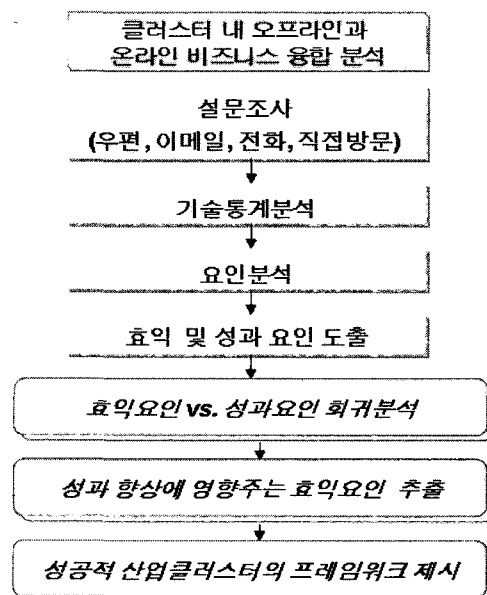 클러스터 내 오프라인과
온라인 비즈니스 융합 분석
설문조사
(우편, 이메일, 전화, 직접방문)
기술통계분석
요인분석
효익 및 성과 요인 도출
효익요인 vs. 성과요인 회귀분석
성과 향상에 영향주는 효익요인 추출
성공적 산업클러스터의 프레임워크 제시